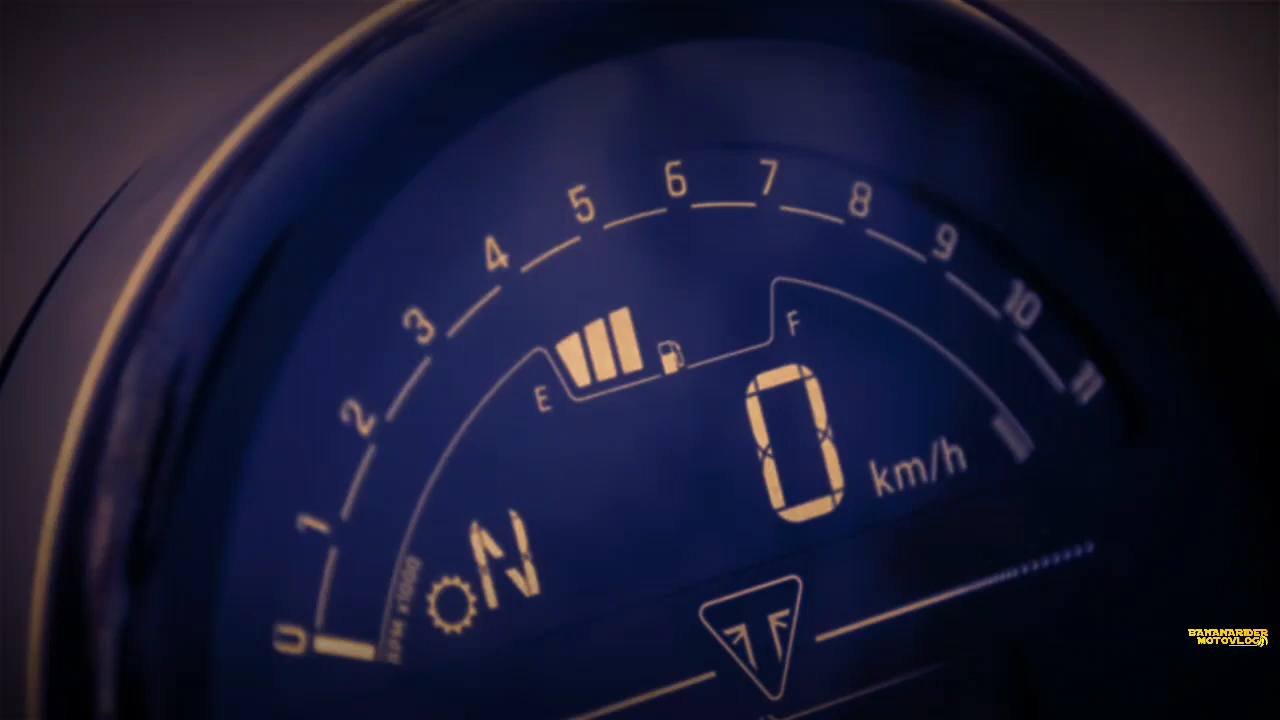 0 1 2 3 4 5 6 7 8 9 10 11
E
F
0 km/h
N
RPM x1000
BANANARIDER
MOTOVLOG